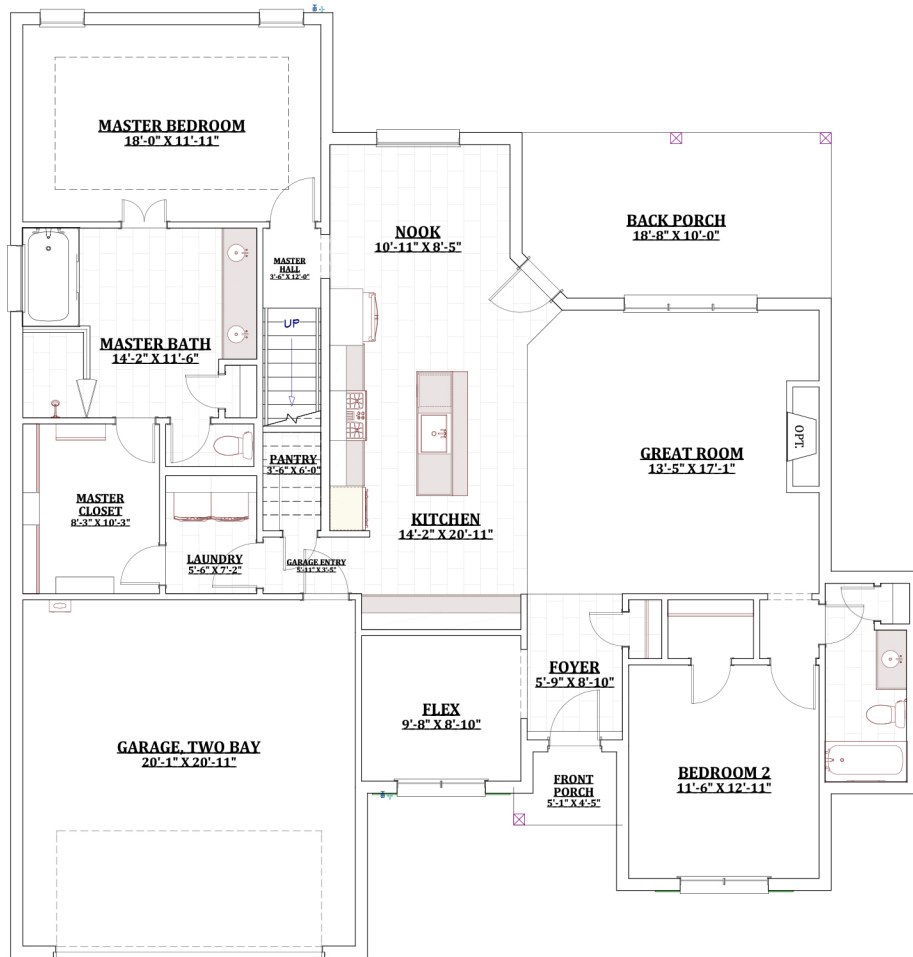 MASTER BEDROOM
18'-0" X 11'-11"
NOOK
10'-11" X 8'-5"
BACK PORCH
18'-8" X 10'-0"
MASTER
HALL
3'-6" X 12'-0"
UP
MASTER BATH
14'-2" X 11'-6"
OPT.
GREAT ROOM
13'-5" X 17'-1"
PANTRY
3'-6" X 6'-0"
MASTER
CLOSET
8'-3" X 10'-3"
KITCHEN
14'-2" X 20'-11"
LAUNDRY
5'-6" X 7'-2"
GARAGE ENTRY
5'-11" X 3'-5"
FOYER
5'-9" X 8'-10"
FLEX
9'-8" X 8'-10"
GARAGE, TWO BAY
20'-1" X 20'-11"
FRONT
PORCH
5'-1" X 4'-5"
BEDROOM 2
11'-6" X 12'-11"